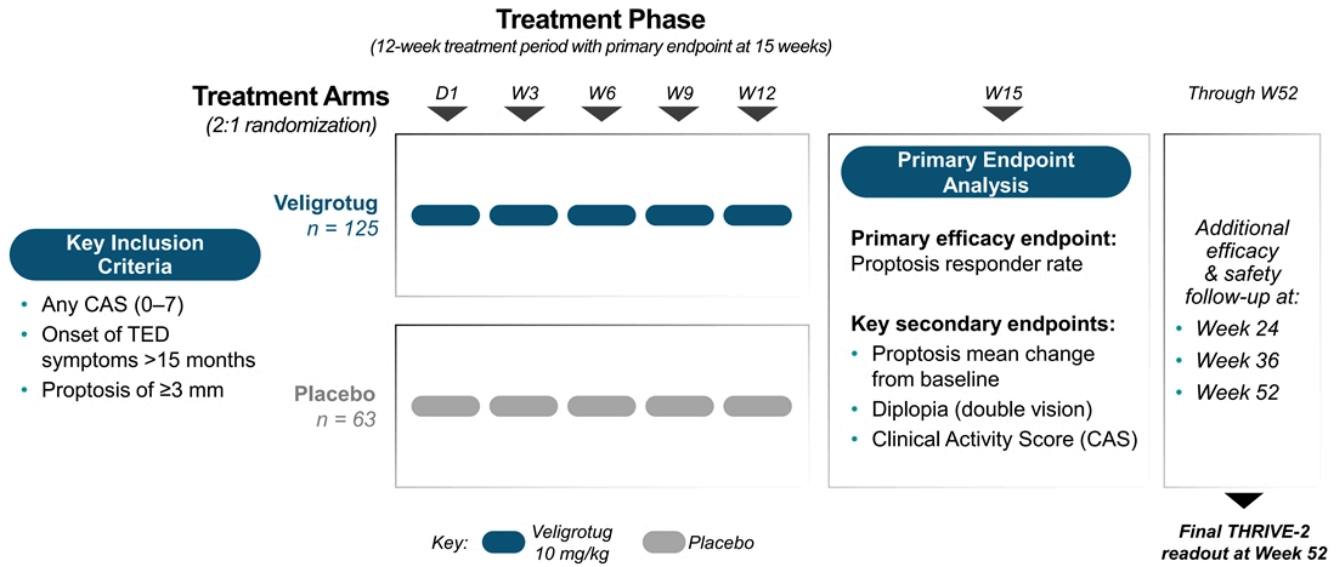 Treatment Phase
(12-week treatment period with primary endpoint at 15 weeks)
Treatment Arms
(2:1 randomization)
D1
W3
W6
W9
W12
W15
Through W52
Key Inclusion
Criteria
• Any CAS (0–7)
• Onset of TED
symptoms >15 months
• Proptosis of ≥3 mm
Veligrotug
n = 125
Placebo
n = 63
Primary Endpoint
Analysis
Primary efficacy endpoint:
Proptosis responder rate
Key secondary endpoints:
• Proptosis mean change
from baseline
• Diplopia (double vision)
• Clinical Activity Score (CAS)
Additional
efficacy
& safety
follow-up at:
• Week 24
• Week 36
• Week 52
Final THRIVE-2
readout at Week 52
Key:
Veligrotug
10 mg/kg
Placebo